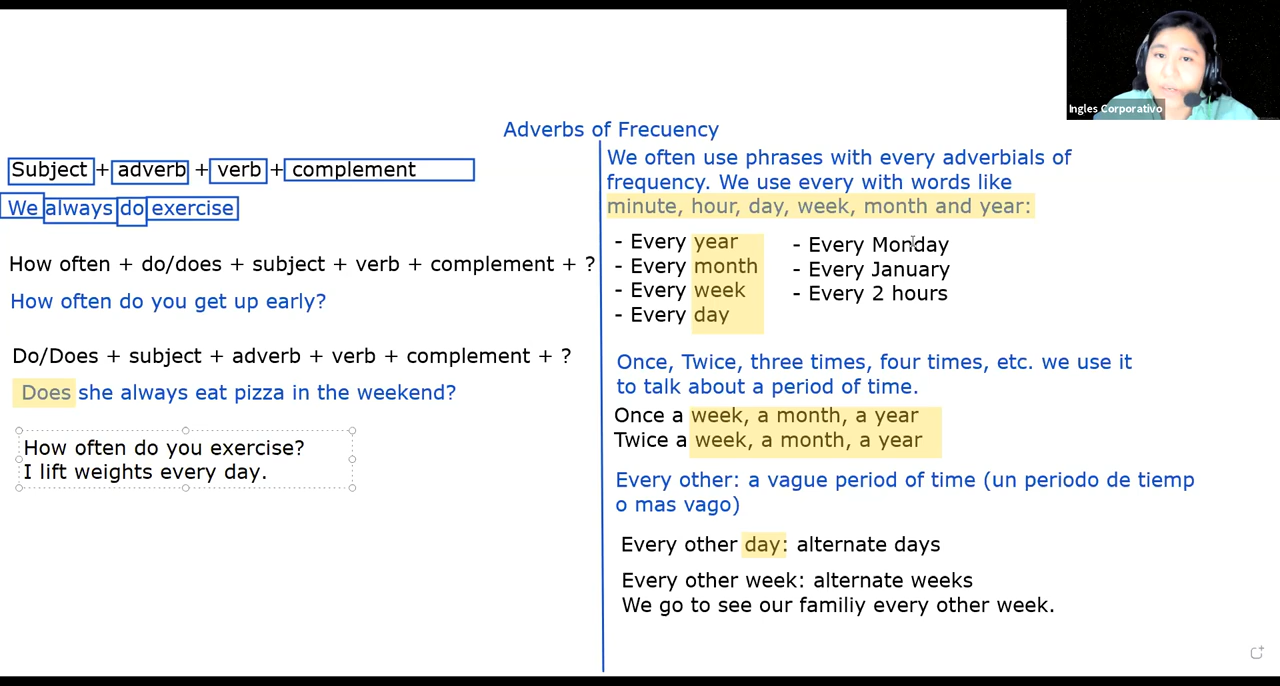 Ingles Corporativo
Adverbs of Frecuency
Subject + adverb + verb + complement
We always do exercise
How often + do/does + subject + verb + complement + ?
How often do you get up early?
Do/Does + subject + adverb + verb + complement + ?
Does she always eat pizza in the weekend?
How often do you exercise?
I lift weights every day.
We often use phrases with every adverbials of
frequency. We use every with words like
minute, hour, day, week, month and year:
- Every year
- Every month
- Every week
- Every day
- Every Monday
- Every January
- Every 2 hours
Once, Twice, three times, four times, etc. we use it
to talk about a period of time.
Once a week, a month, a year
Twice a week, a month, a year
Every other: a vague period of time (un periodo de tiemp
o mas vago)
Every other day: alternate days
Every other week: alternate weeks
We go to see our familiy every other week.